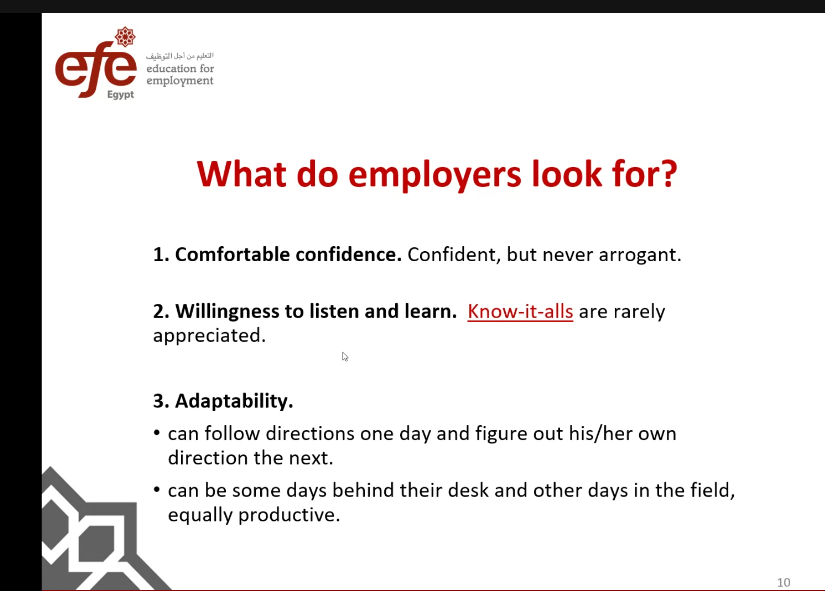 efe
التعليم من أجل التوظيف
education for
employment
Egypt
What do employers look for?
1. Comfortable confidence. Confident, but never arrogant.
2. Willingness to listen and learn. Know-it-alls are rarely
appreciated.
3. Adaptability.
• can follow directions one day and figure out his/her own
direction the next.
• can be some days behind their desk and other days in the field,
equally productive.
10